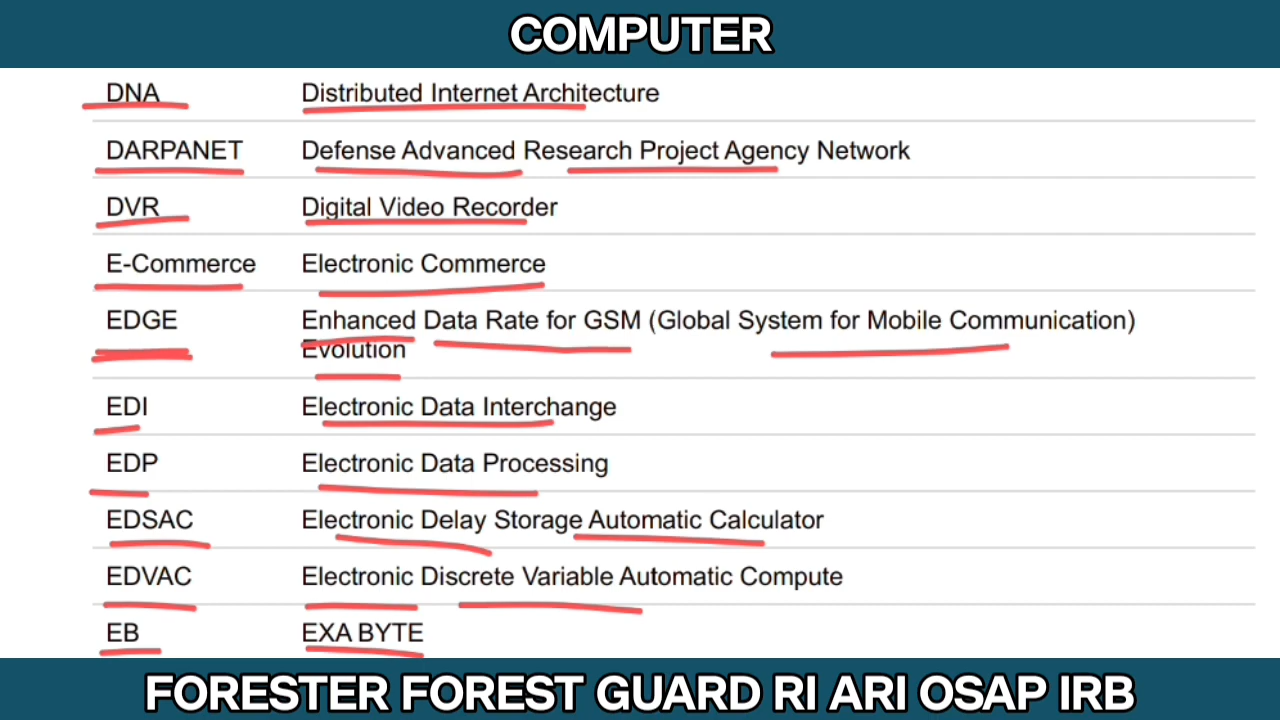 COMPUTER
DNA Distributed Internet Architecture
DARPANET Defense Advanced Research Project Agency Network
DVR Digital Video Recorder
E-Commerce Electronic Commerce
EDGE Enhanced Data Rate for GSM (Global System for Mobile Communication)
Evolution
EDI Electronic Data Interchange
EDP Electronic Data Processing
EDSAC Electronic Delay Storage Automatic Calculator
EDVAC Electronic Discrete Variable Automatic Compute
EB EXA BYTE
FORESTER FOREST GUARD RI ARI OSAP IRB